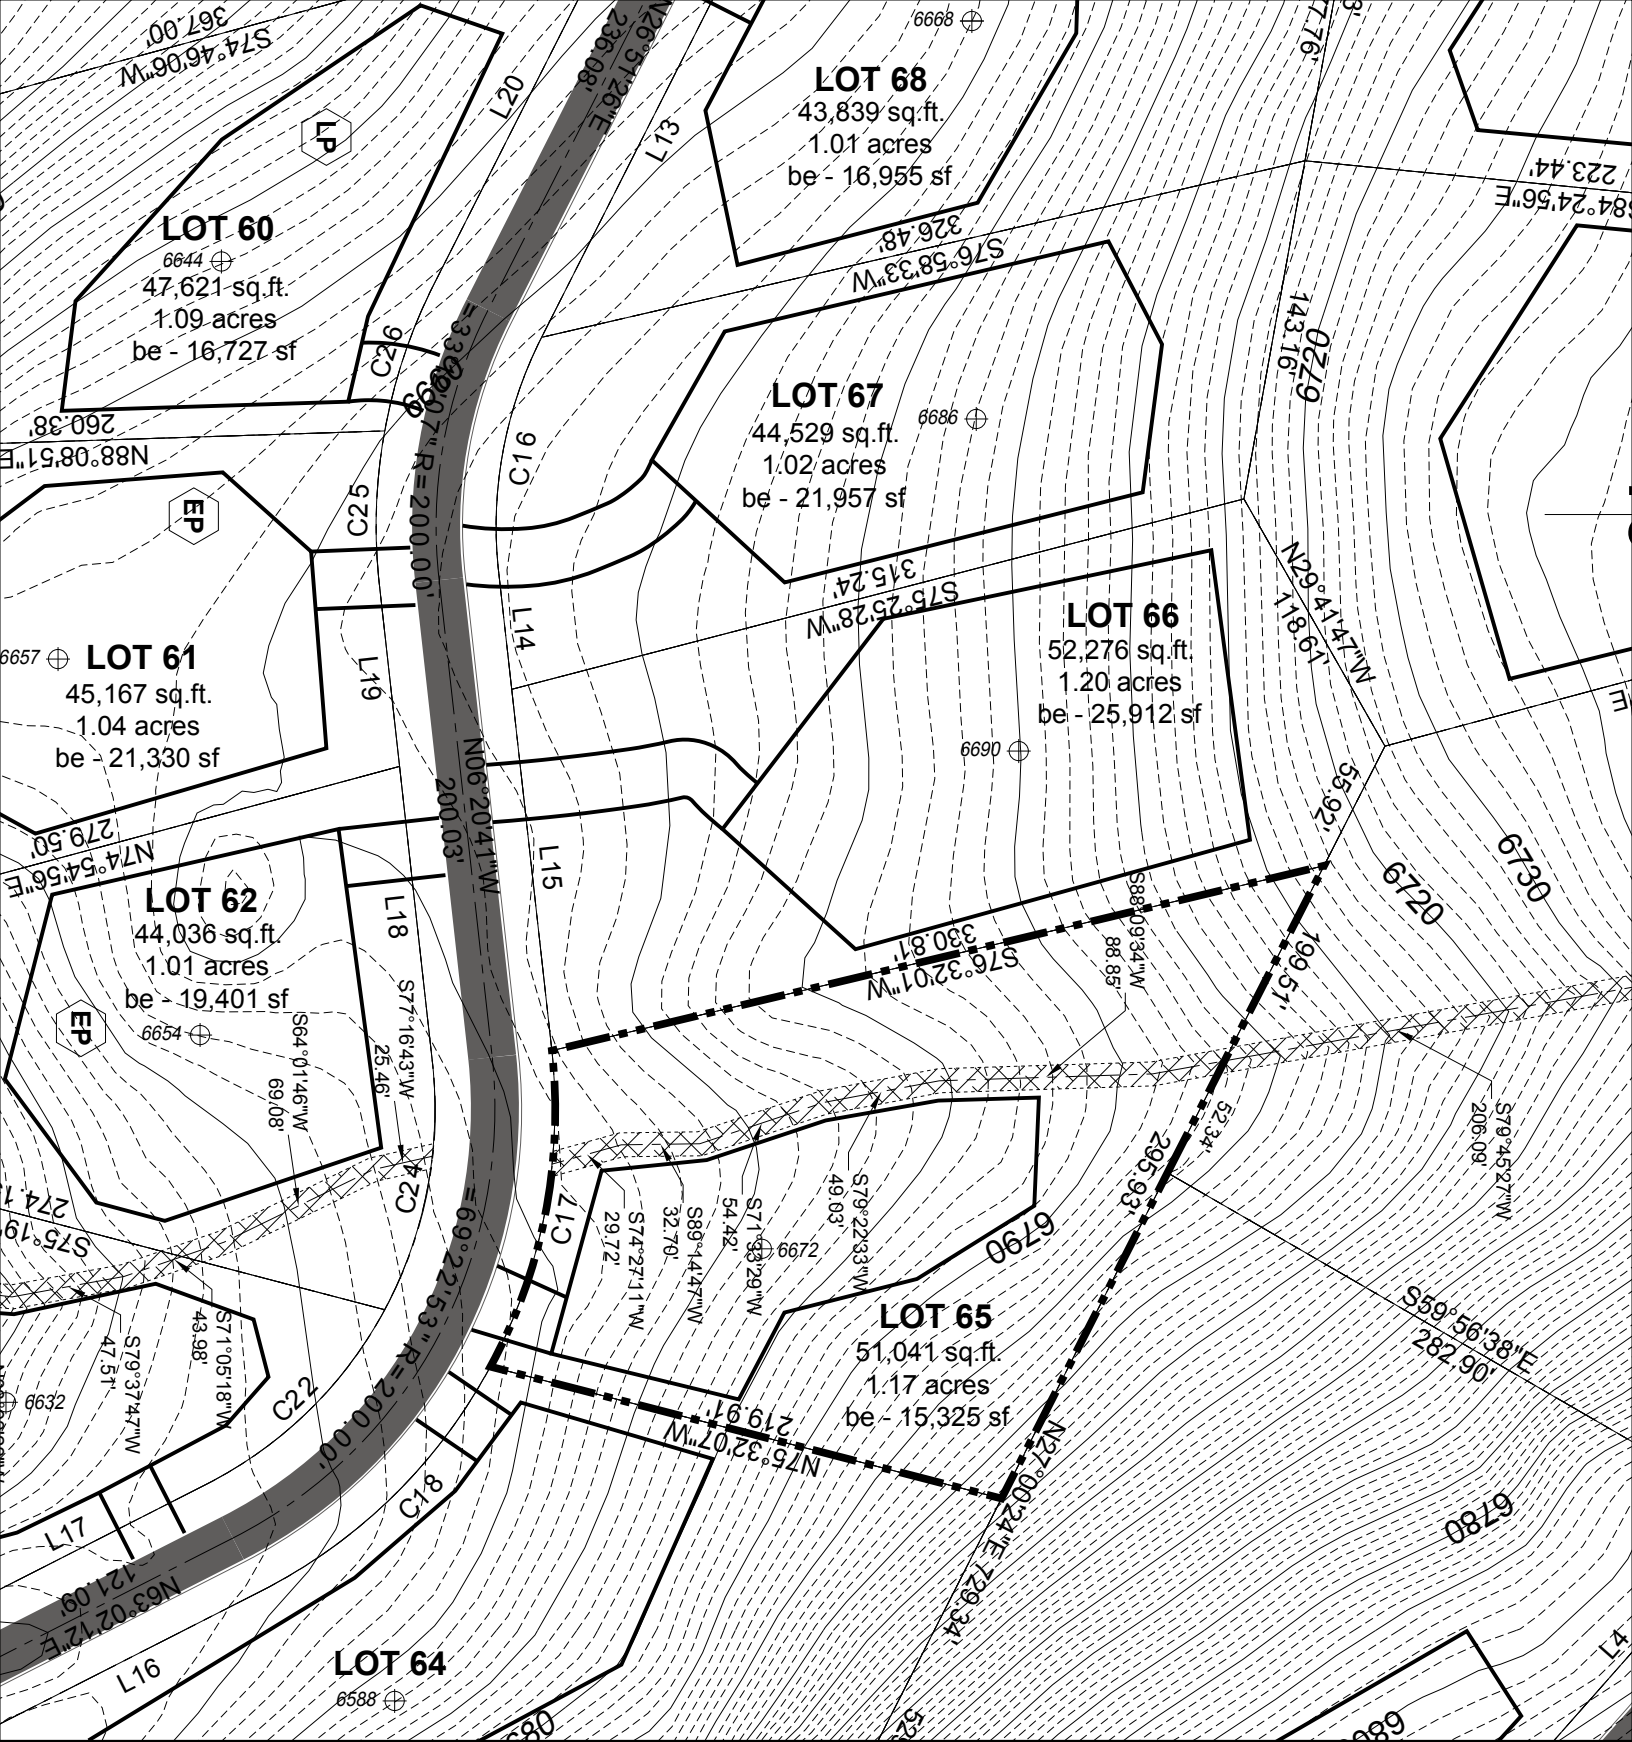 367.00'
S74°46'06"W
L20
236.08'
N26°51'26"E
L13
6668
LOT 68
43,839 sq.ft.
1.01 acres
be - 16,955 sf
7.76'
223.44'
S84°24'56"E
LP
LOT 60
6644
47,621 sq.ft.
1.09 acres
be - 16,727 sf
C26
326.48'
S76°58'33"W
143.16'
6720
260.38'
N88°08'51"E
R=200.00'
C16
C25
LOT 67
44,529 sq.ft.
6686
1.02 acres
be - 21,957 sf
EP
315.24'
S75°25'28"W
N29°41'47"W
118.61'
L14
L19
6657
LOT 61
45,167 sq.ft.
1.04 acres
be - 21,330 sf
LOT 66
52,276 sq.ft.
1.20 acres
be - 25,912 sf
6690
N06°20'41"W
200.03'
55.92'
279.50'
N74°54'56"E
L15
L18
6720
6730
LOT 62
44,036 sq.ft.
1.01 acres
be - 19,401 sf
EP
6654
330.81'
S76°32'01"W
S88°09'34"W
88.85'
199.51'
S77°16'43"W
25.46'
S64°01'46"W
69.08'
C24
C17
52.34'
295.93'
S79°45'27"W
206.09'
S74°27'11"W
29.72'
S89°14'47"W
32.70'
S71°33'29"W
54.42'
S79°22'33"W
49.03'
6672
6790
=69°22'53" R=200.00'
S71°05'18"W
43.98'
S79°37'47"W
47.51'
6632
C22
LOT 65
51,041 sq.ft.
1.17 acres
be - 15,325 sf
S59°56'38"E
282.90'
219.91'
N75°32'07"W
N27°00'24"E 729.34'
C18
L17
121.09'
N63°02'12"E
L16
6780
LOT 64
6588
L4